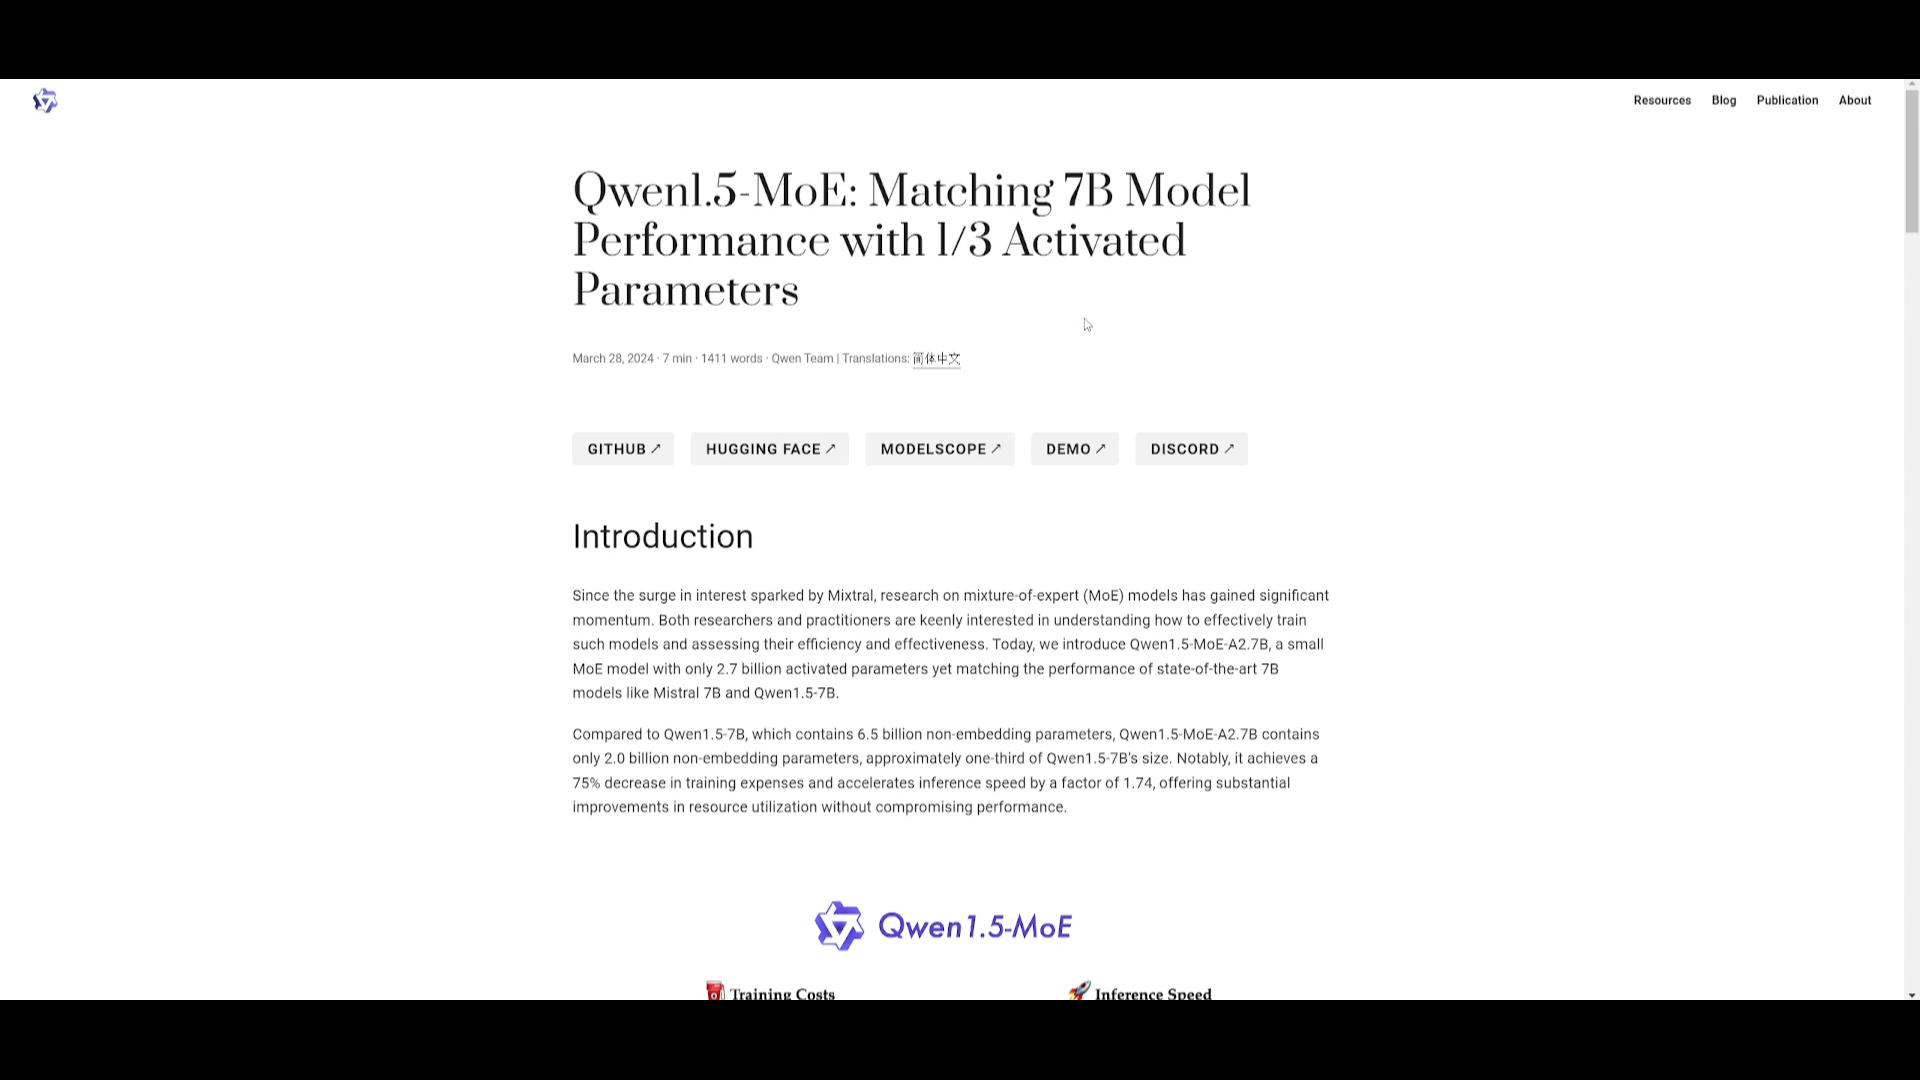 Resources Blog Publication About
Qwen1.5-MoE: Matching 7B Model
Performance with 1/3 Activated
Parameters
March 28, 2024 · 7 min · 1411 words · Qwen Team | Translations: 简体中文
GITHUB ↗ HUGGING FACE ↗ MODELSCOPE ↗ DEMO ↗ DISCORD ↗
Introduction
Since the surge in interest sparked by Mixtral, research on mixture-of-expert (MoE) models has gained significant
momentum. Both researchers and practitioners are keenly interested in understanding how to effectively train
such models and assessing their efficiency and effectiveness. Today, we introduce Qwen1.5-MoE-A2.7B, a small
MoE model with only 2.7 billion activated parameters yet matching the performance of state-of-the-art 7B
models like Mistral 7B and Qwen1.5-7B.
Compared to Qwen1.5-7B, which contains 6.5 billion non-embedding parameters, Qwen1.5-MoE-A2.7B contains
only 2.0 billion non-embedding parameters, approximately one-third of Qwen1.5-7B's size. Notably, it achieves a
75% decrease in training expenses and accelerates inference speed by a factor of 1.74, offering substantial
improvements in resource utilization without compromising performance.
Qwen1.5-MoE
Training Costs Inference Speed